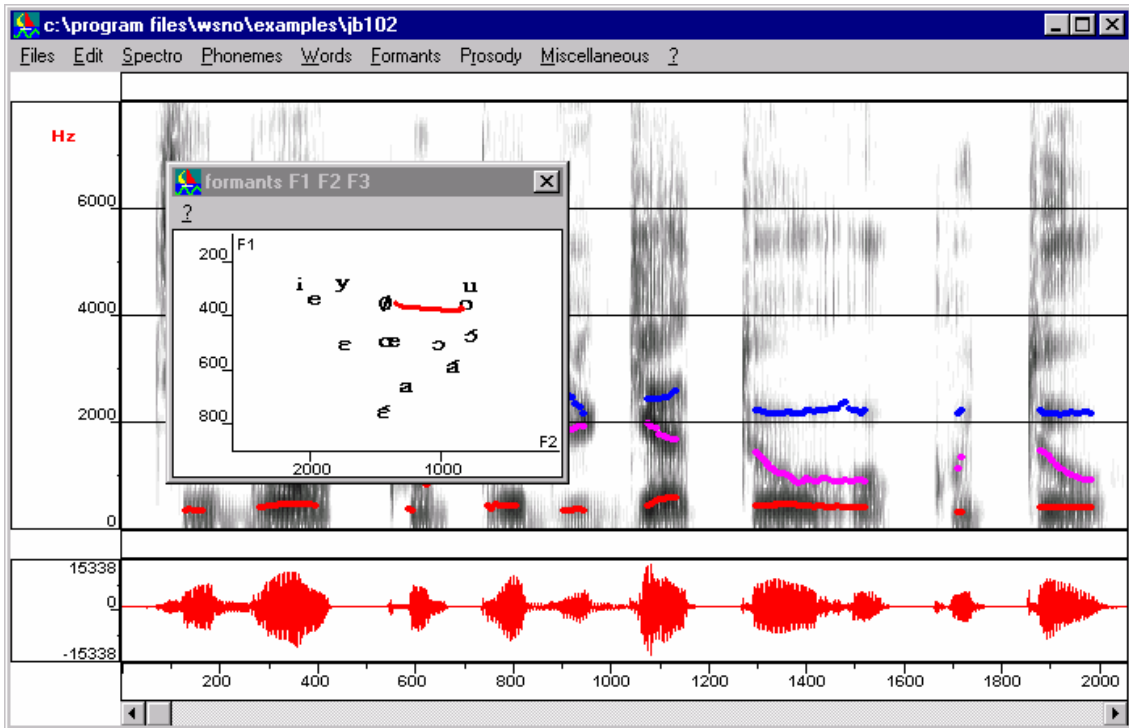 c:\program files\wsno\examples\jb102
Files Edit Spectro Phonemes Words Formants Prosody Miscellaneous ?
Hz
6000
4000
2000
0
formants F1 F2 F3
?
F1
200
400
600
800
i y u
e ø o
ɛ œ ɔ ɔ̃
ã
a
ɛ̃
F2
2000 1000
15338
0
-15338
200 400 600 800 1000 1200 1400 1600 1800 2000